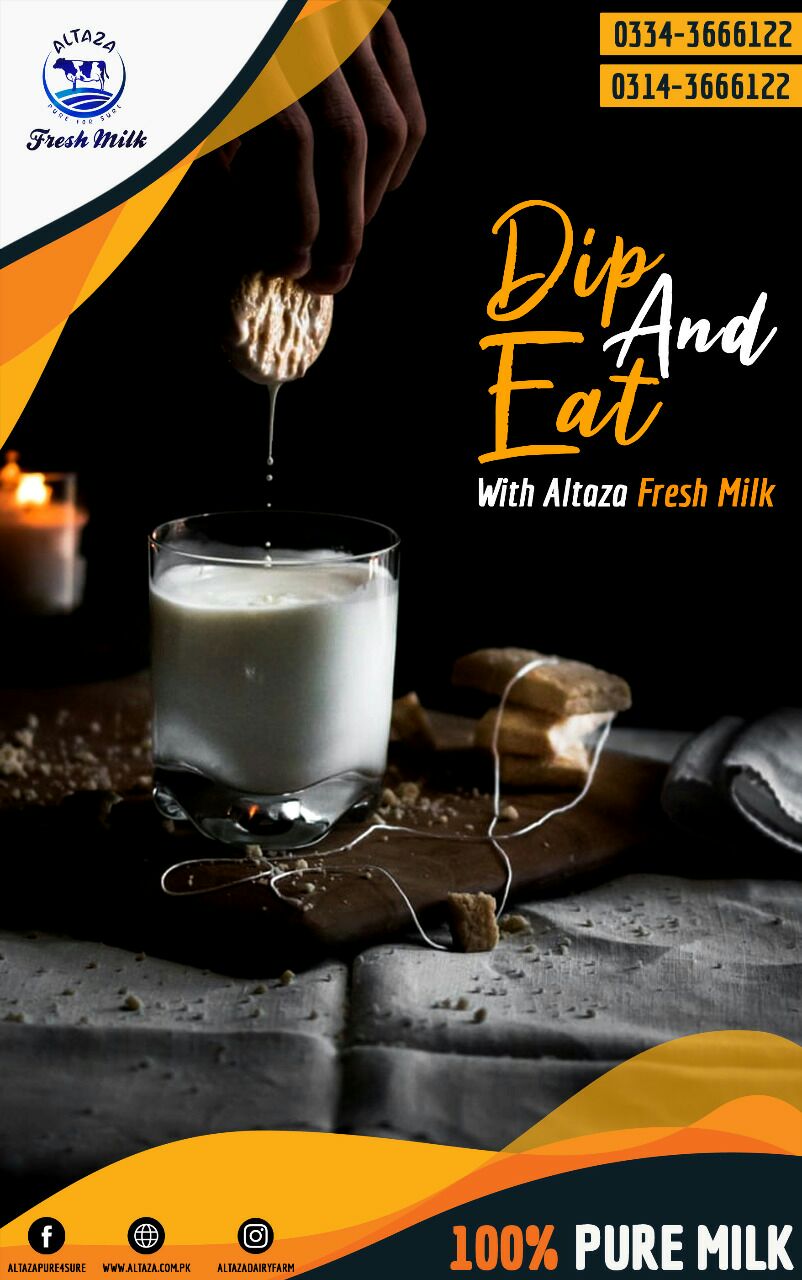 ALTAZA
PURE FOR SURE
Fresh Milk
0334-3666122
0314-3666122
Dip
And
Eat
With Altaza Fresh Milk
ALTAZAPURE4SURE
WWW.ALTAZA.COM.PK
ALTAZADAIRYFARM
100% PURE MILK